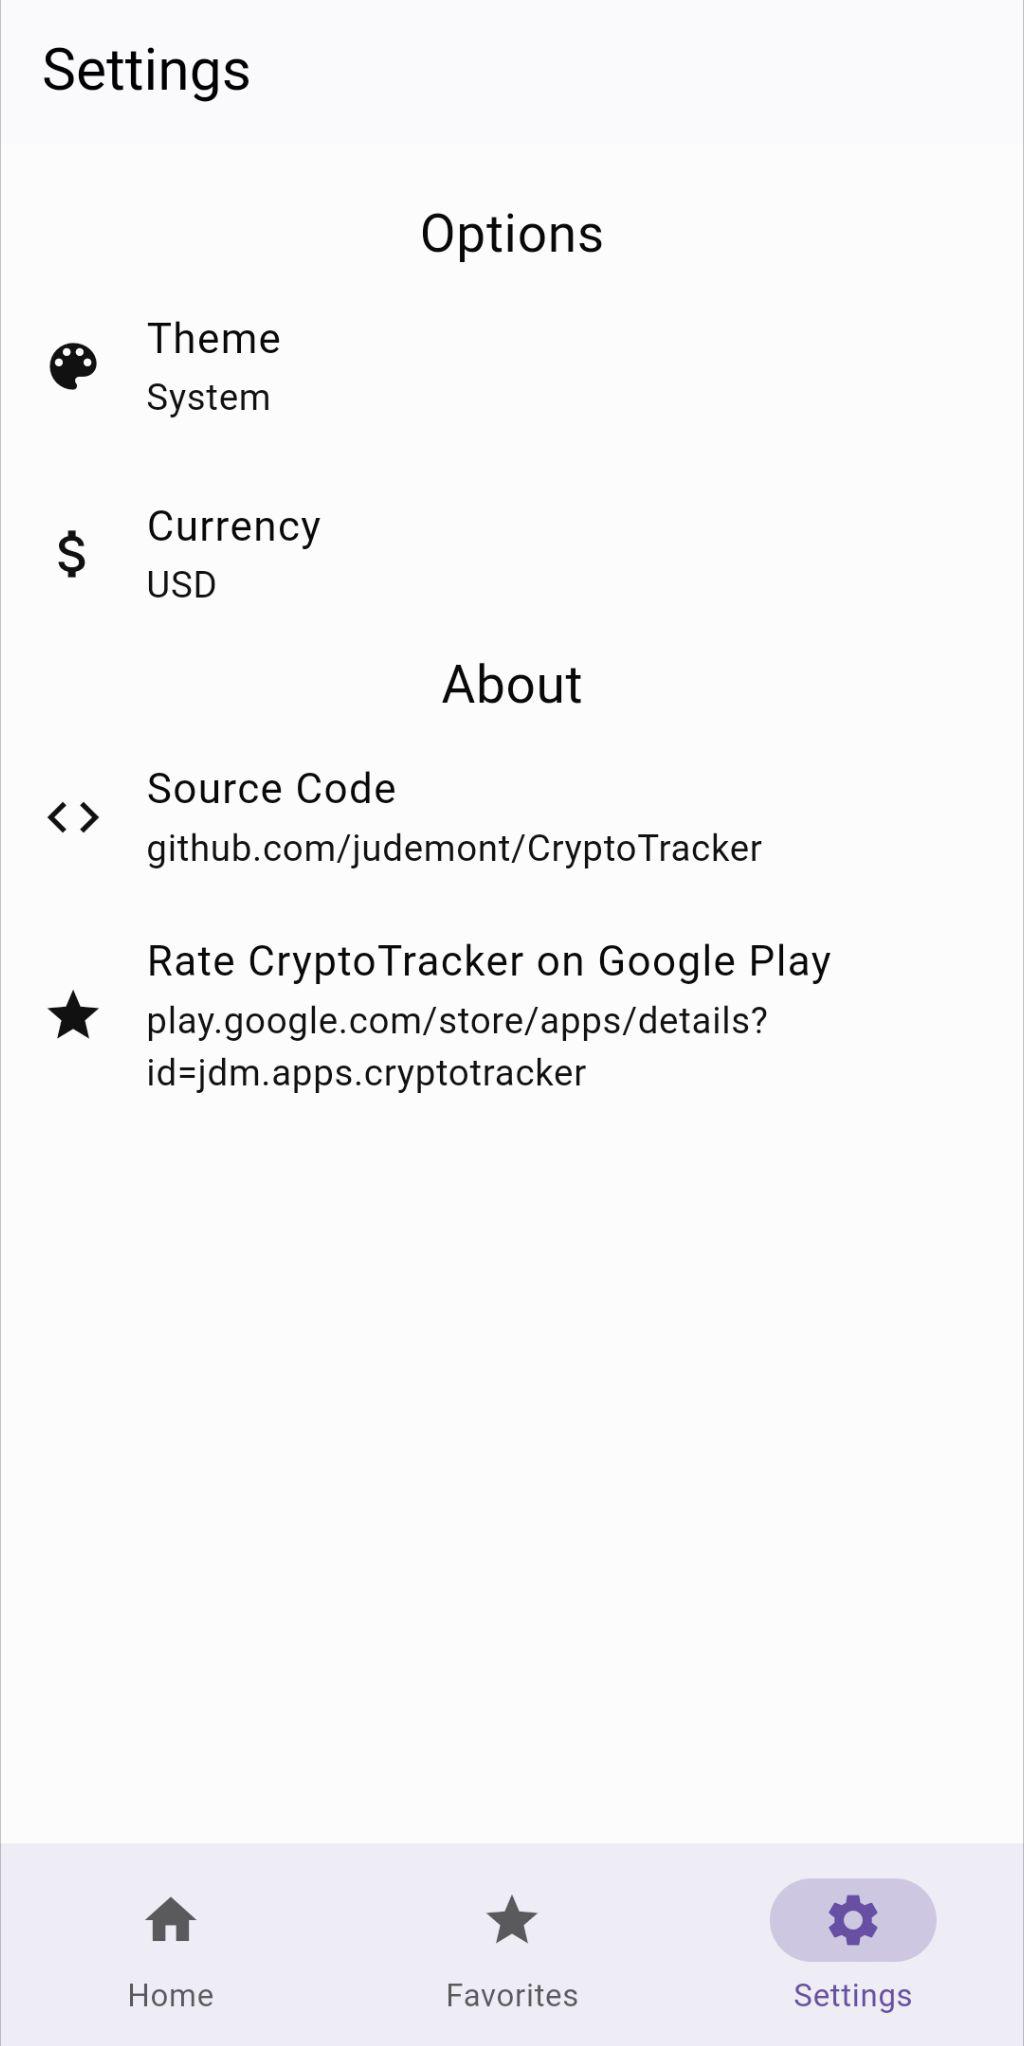 Settings
Options
Theme
System
Currency
USD
About
Source Code
github.com/judemont/CryptoTracker
Rate CryptoTracker on Google Play
play.google.com/store/apps/details?
id=jdm.apps.cryptotracker
Home
Favorites
Settings